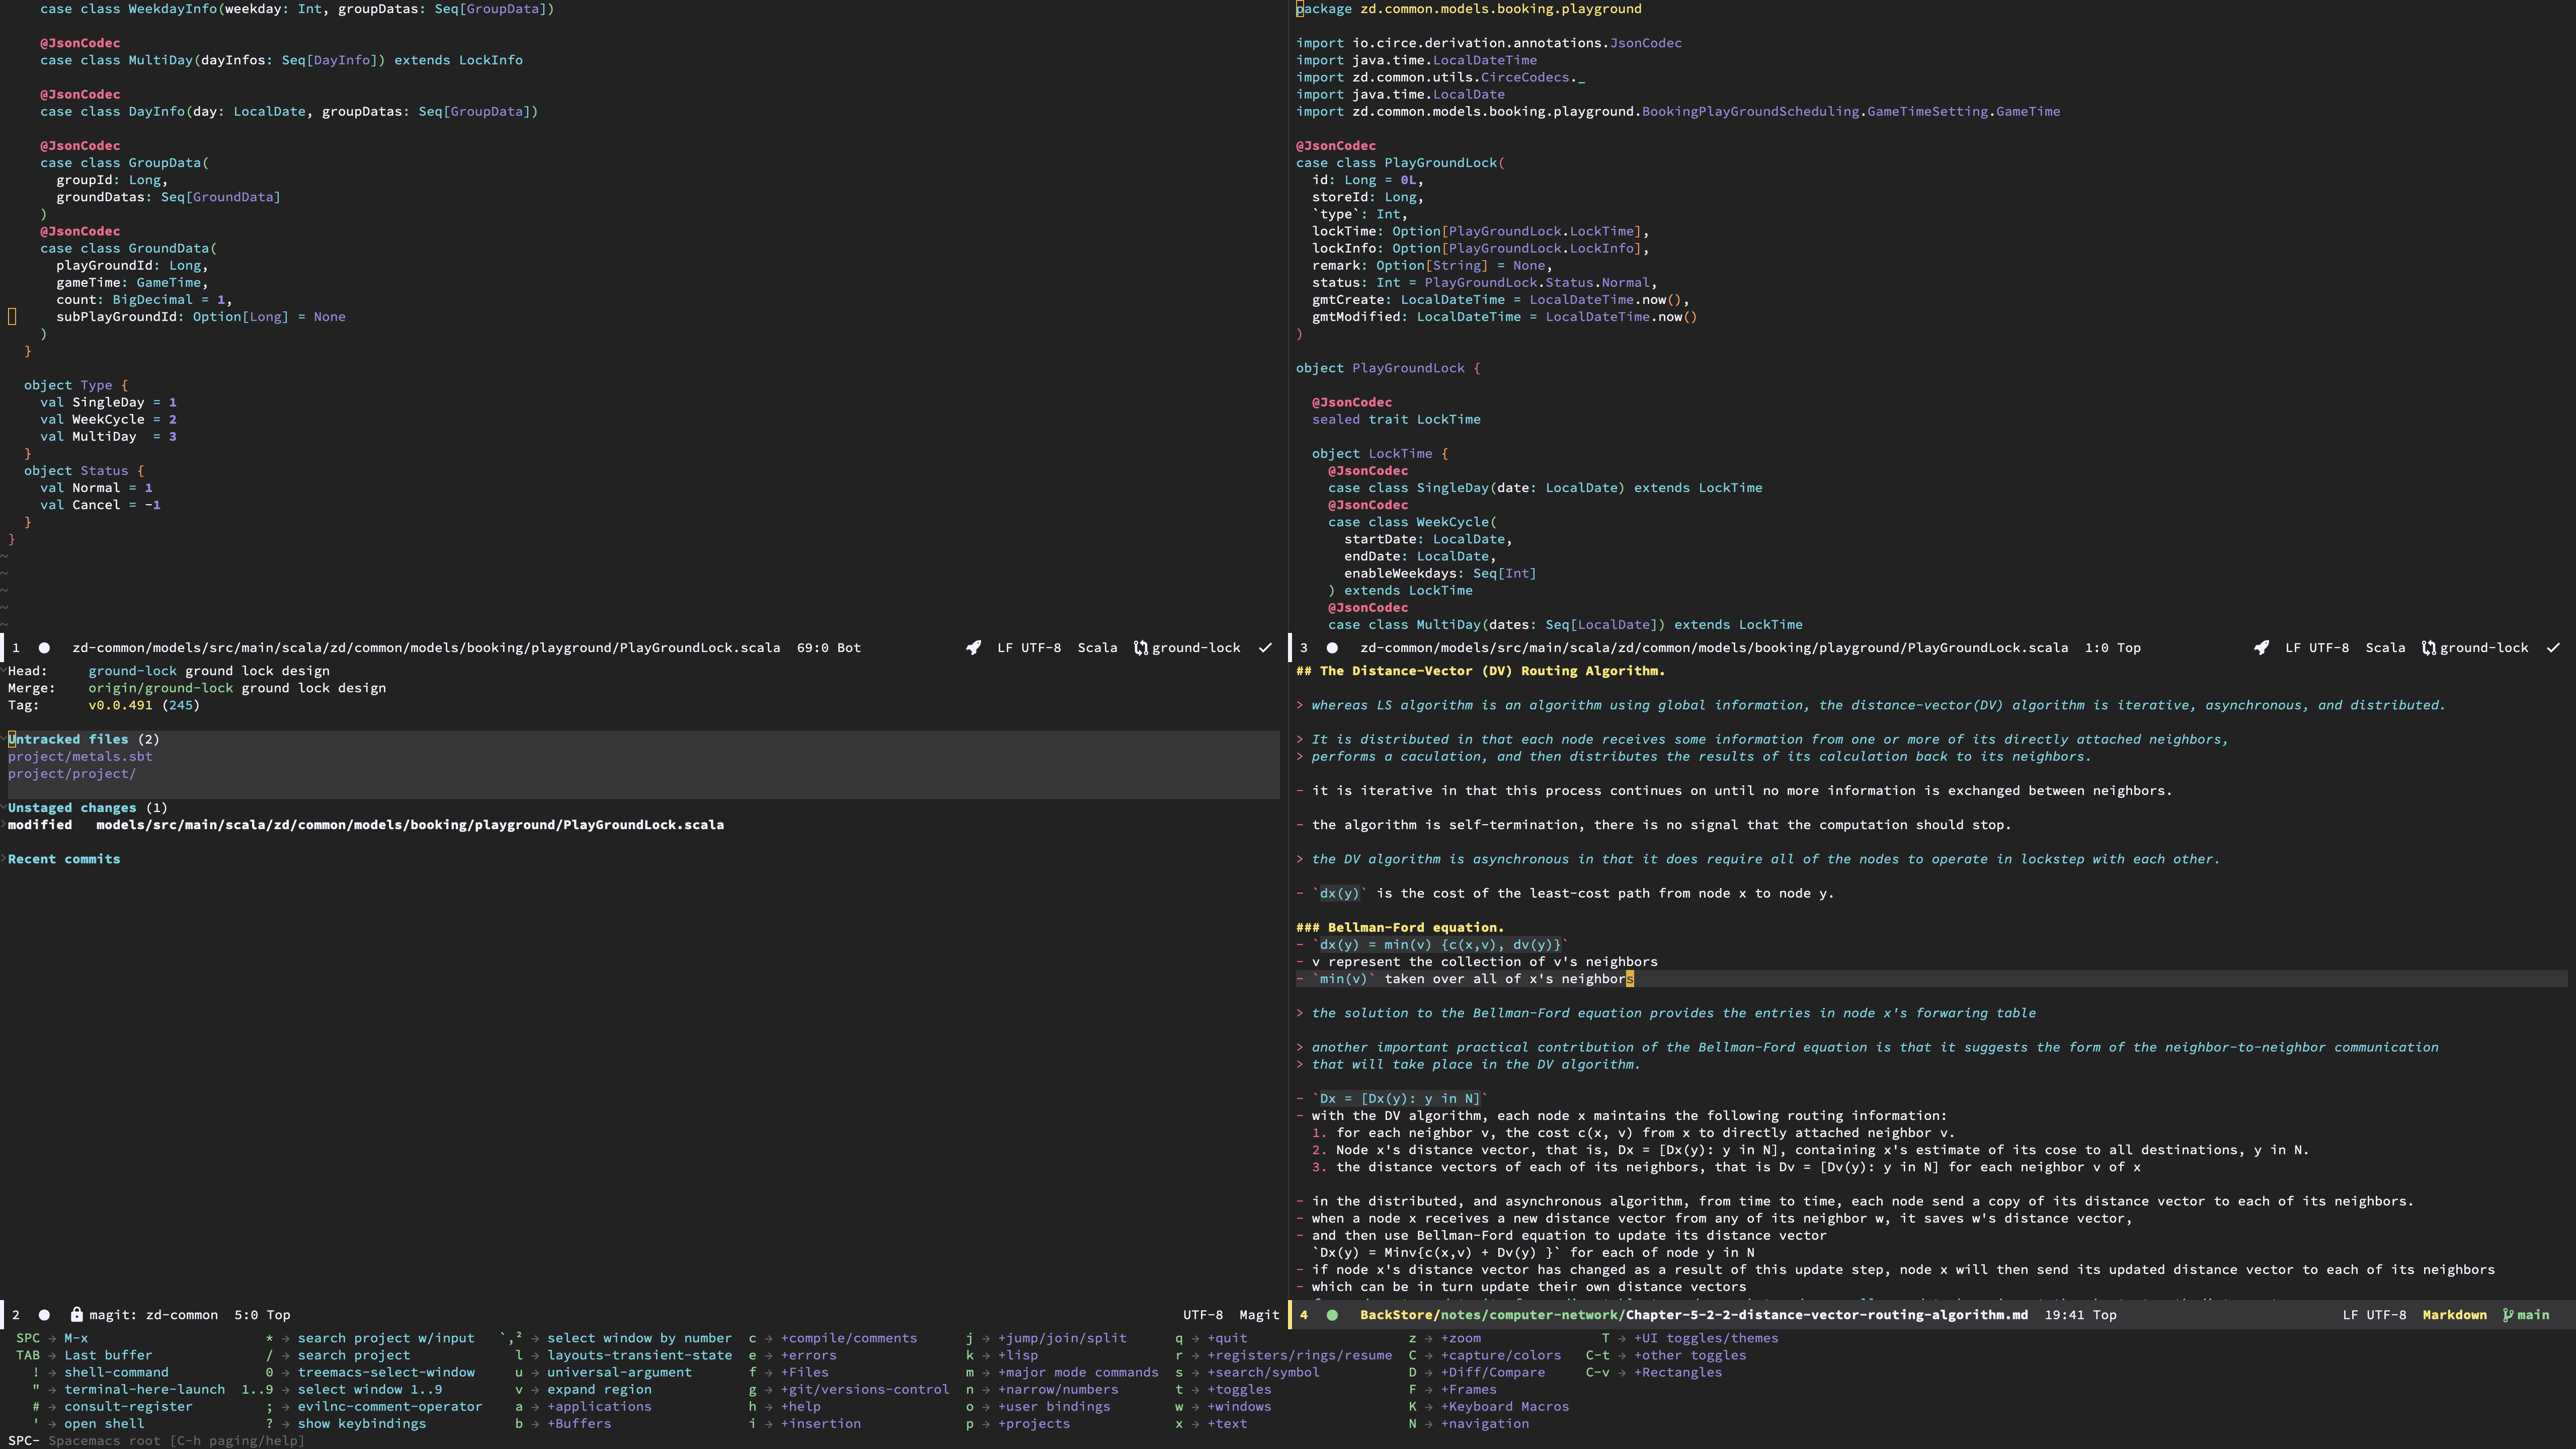 case class WeekdayInfo(weekday: Int, groupDatas: Seq[GroupData])
@JsonCodec
case class MultiDay(dayInfos: Seq[DayInfo]) extends LockInfo
@JsonCodec
case class DayInfo(day: LocalDate, groupDatas: Seq[GroupData])
@JsonCodec
case class GroupData(
groupId: Long,
groundDatas: Seq[GroundData]
)
@JsonCodec
case class GroundData(
playGroundId: Long,
gameTime: GameTime,
count: BigDecimal = 1,
subPlayGroundId: Option[Long] = None
)
}
object Type {
val SingleDay = 1
val WeekCycle = 2
val MultiDay  = 3
}
object Status {
val Normal = 1
val Cancel = -1
}
}
~
~
~
~
~
1 zd-common/models/src/main/scala/zd/common/models/booking/playground/PlayGroundLock.scala 69:0 Bot LF UTF-8 Scala ground-lock
package zd.common.models.booking.playground
import io.circe.derivation.annotations.JsonCodec
import java.time.LocalDateTime
import zd.common.utils.CirceCodecs._
import java.time.LocalDate
import zd.common.models.booking.playground.BookingPlayGroundScheduling.GameTimeSetting.GameTime
@JsonCodec
case class PlayGroundLock(
id: Long = 0L,
storeId: Long,
`type`: Int,
lockTime: Option[PlayGroundLock.LockTime],
lockInfo: Option[PlayGroundLock.LockInfo],
remark: Option[String] = None,
status: Int = PlayGroundLock.Status.Normal,
gmtCreate: LocalDateTime = LocalDateTime.now(),
gmtModified: LocalDateTime = LocalDateTime.now()
)
object PlayGroundLock {
@JsonCodec
sealed trait LockTime
object LockTime {
@JsonCodec
case class SingleDay(date: LocalDate) extends LockTime
@JsonCodec
case class WeekCycle(
startDate: LocalDate,
endDate: LocalDate,
enableWeekdays: Seq[Int]
) extends LockTime
@JsonCodec
case class MultiDay(dates: Seq[LocalDate]) extends LockTime
3 zd-common/models/src/main/scala/zd/common/models/booking/playground/PlayGroundLock.scala 1:0 Top LF UTF-8 Scala ground-lock
Head: ground-lock ground lock design
Merge: origin/ground-lock ground lock design
Tag: v0.0.491 (245)
Untracked files (2)
project/metals.sbt
project/project/
Unstaged changes (1)
modified models/src/main/scala/zd/common/models/booking/playground/PlayGroundLock.scala
Recent commits
2 magit: zd-common 5:0 Top UTF-8 Magit
## The Distance-Vector (DV) Routing Algorithm.
> whereas LS algorithm is an algorithm using global information, the distance-vector(DV) algorithm is iterative, asynchronous, and distributed.
> It is distributed in that each node receives some information from one or more of its directly attached neighbors,
> performs a caculation, and then distributes the results of its calculation back to its neighbors.
- it is iterative in that this process continues on until no more information is exchanged between neighbors.
- the algorithm is self-termination, there is no signal that the computation should stop.
> the DV algorithm is asynchronous in that it does require all of the nodes to operate in lockstep with each other.
- `dx(y)` is the cost of the least-cost path from node x to node y.
### Bellman-Ford equation.
- `dx(y) = min(v) {c(x,v), dv(y)}`
- v represent the collection of v's neighbors
- `min(v)` taken over all of x's neighbors
> the solution to the Bellman-Ford equation provides the entries in node x's forwaring table
> another important practical contribution of the Bellman-Ford equation is that it suggests the form of the neighbor-to-neighbor communication
> that will take place in the DV algorithm.
- `Dx = [Dx(y): y in N]`
- with the DV algorithm, each node x maintains the following routing information:
1. for each neighbor v, the cost c(x, v) from x to directly attached neighbor v.
2. Node x's distance vector, that is, Dx = [Dx(y): y in N], containing x's estimate of its cose to all destinations, y in N.
3. the distance vectors of each of its neighbors, that is Dv = [Dv(y): y in N] for each neighbor v of x
- in the distributed, and asynchronous algorithm, from time to time, each node send a copy of its distance vector to each of its neighbors.
- when a node x receives a new distance vector from any of its neighbor w, it saves w's distance vector,
- and then use Bellman-Ford equation to update its distance vector
`Dx(y) = Minv{c(x,v) + Dv(y) }` for each of node y in N
- if node x's distance vector has changed as a result of this update step, node x will then send its updated distance vector to each of its neighbors
- which can be in turn update their own distance vectors
4 BackStore/notes/computer-network/Chapter-5-2-2-distance-vector-routing-algorithm.md 19:41 Top LF UTF-8 Markdown main
SPC → M-x * → search project w/input `,² → select window by number c → +compile/comments j → +jump/join/split q → +quit z → +zoom T → +UI toggles/themes
TAB → Last buffer / → search project l → layouts-transient-state e → +errors k → +lisp r → +registers/rings/resume C → +capture/colors C-t → +other toggles
! → shell-command 0 → treemacs-select-window u → universal-argument f → +Files m → +major mode commands s → +search/symbol D → +Diff/Compare C-v → +Rectangles
" → terminal-here-launch 1..9 → select window 1..9 v → expand region g → +git/versions-control n → +narrow/numbers t → +toggles F → +Frames
# → consult-register ; → evilnc-comment-operator a → +applications h → +help o → +user bindings w → +windows K → +Keyboard Macros
' → open shell ? → show keybindings b → +Buffers i → +insertion p → +projects x → +text N → +navigation
SPC- Spacemacs root [C-h paging/help]